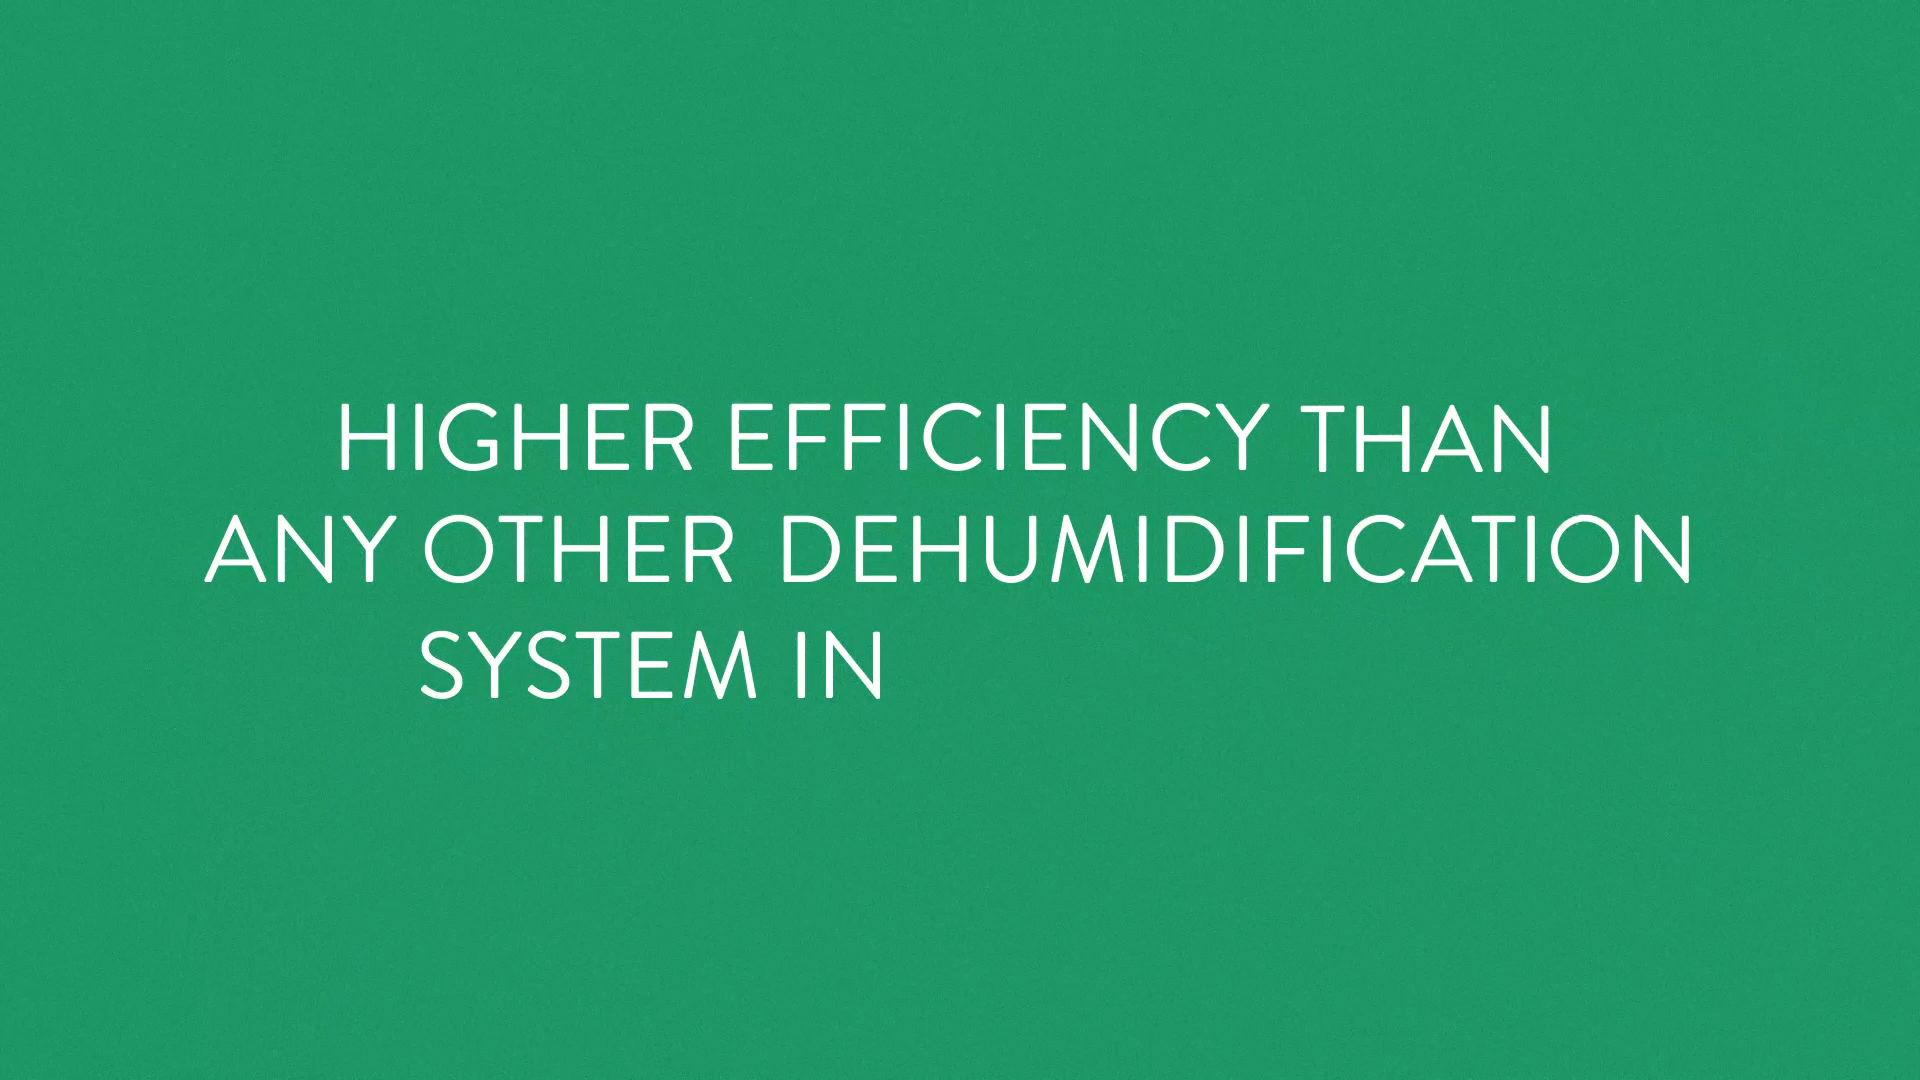 HIGHER EFFICIENCY THAN
ANY OTHER DEHUMIDIFICATION
SYSTEM IN